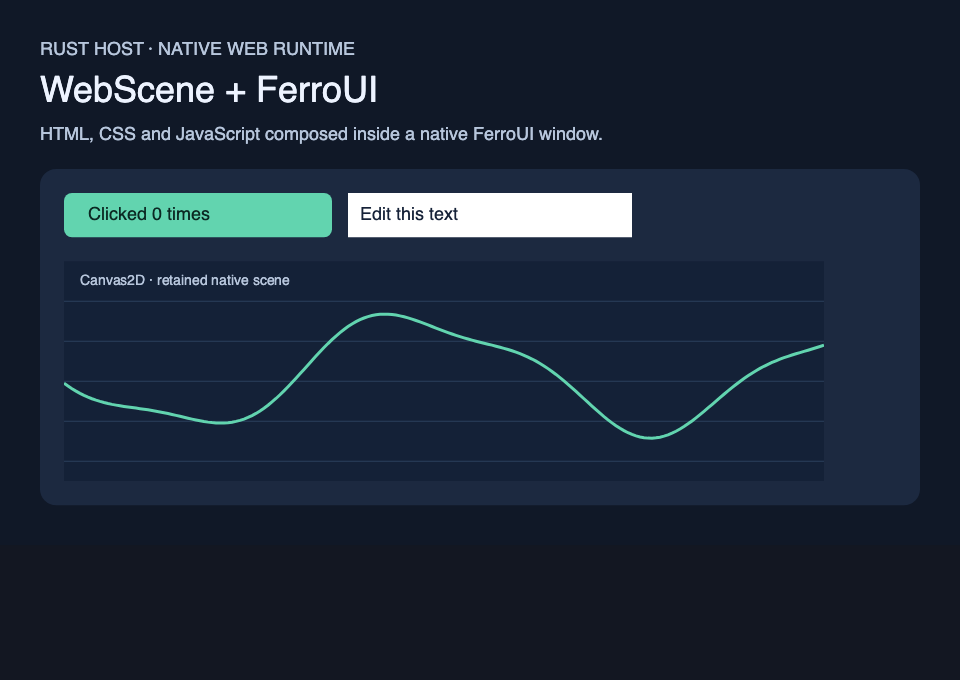 RUST HOST · NATIVE WEB RUNTIME
WebScene + FerroUI
HTML, CSS and JavaScript composed inside a native FerroUI window.
Clicked 0 times
Edit this text
Canvas2D · retained native scene